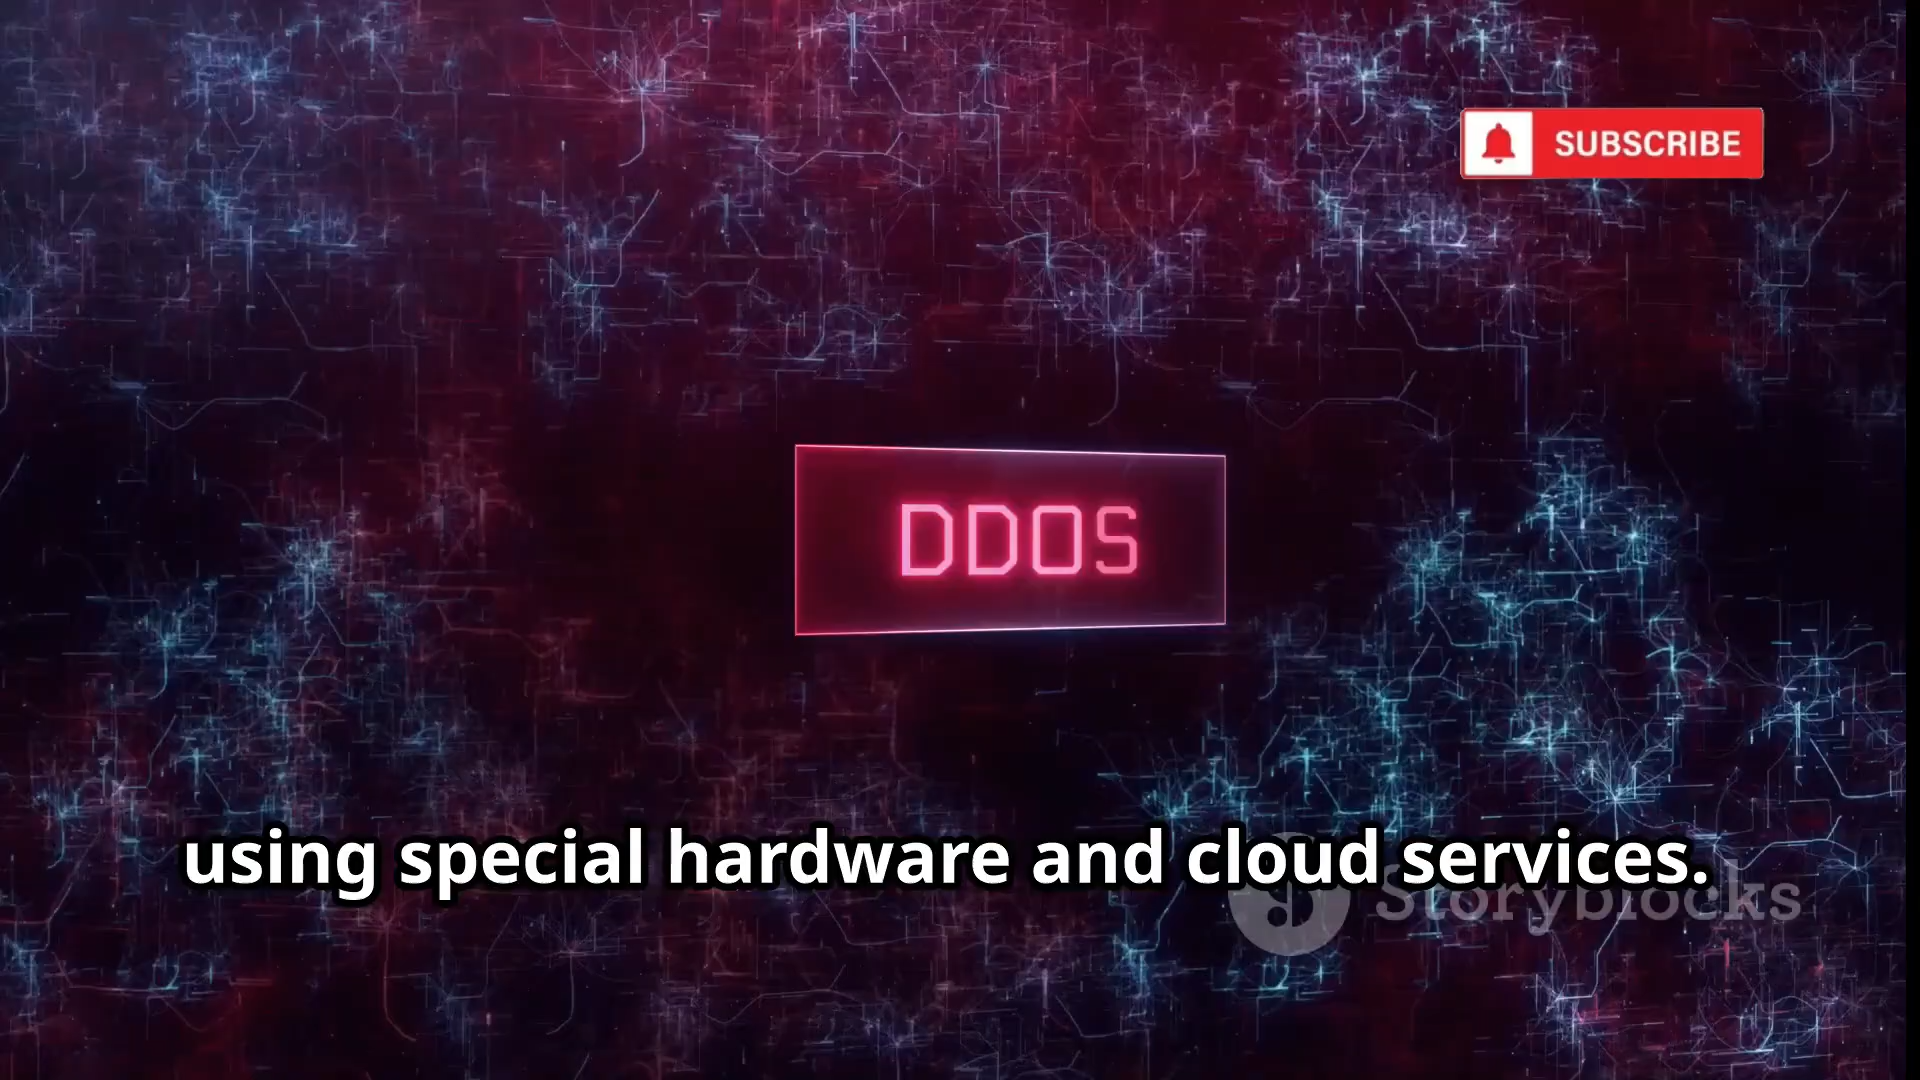 SUBSCRIBE
DDOS
using special hardware and cloud services.
Storyblocks